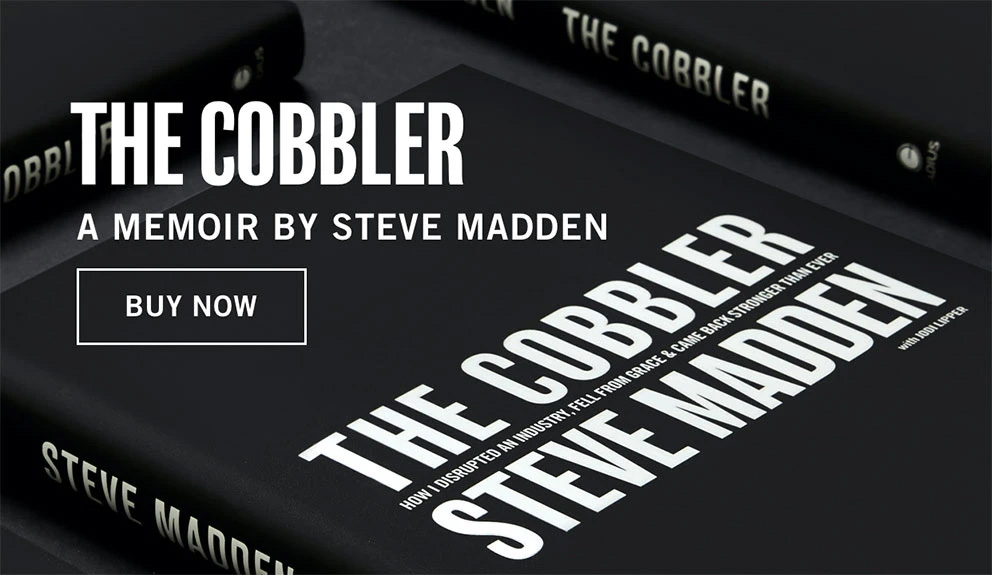 THE COBBLER
THE COBBLER
A MEMOIR BY STEVE MADDEN
BUY NOW
THE COBBLER
HOW I DISRUPTED AN INDUSTRY, FELL FROM GRACE & CAME BACK STRONGER THAN EVER
STEVE MADDEN
with JODI LIPPER
STEVE MADDEN